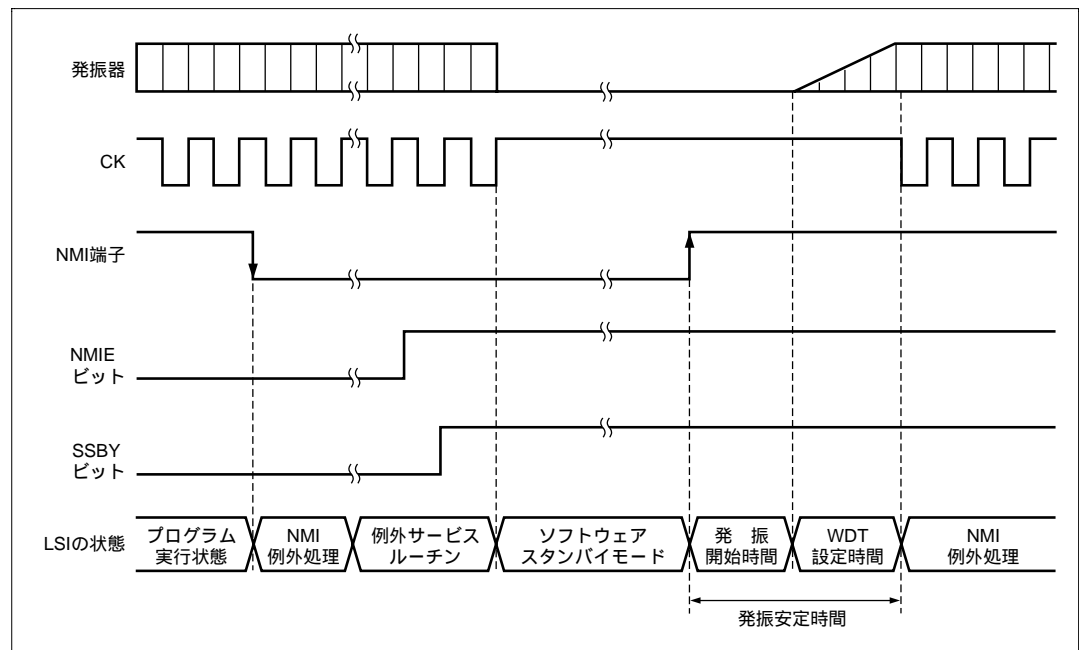 発振器
CK
NMI端子
NMIE
ビット
SSBY
ビット
LSIの状態
プログラム
実行状態
NMI
例外処理
例外サービス
ルーチン
ソフトウェア
スタンバイモード
発 振
開始時間
WDT
設定時間
NMI
例外処理
発振安定時間